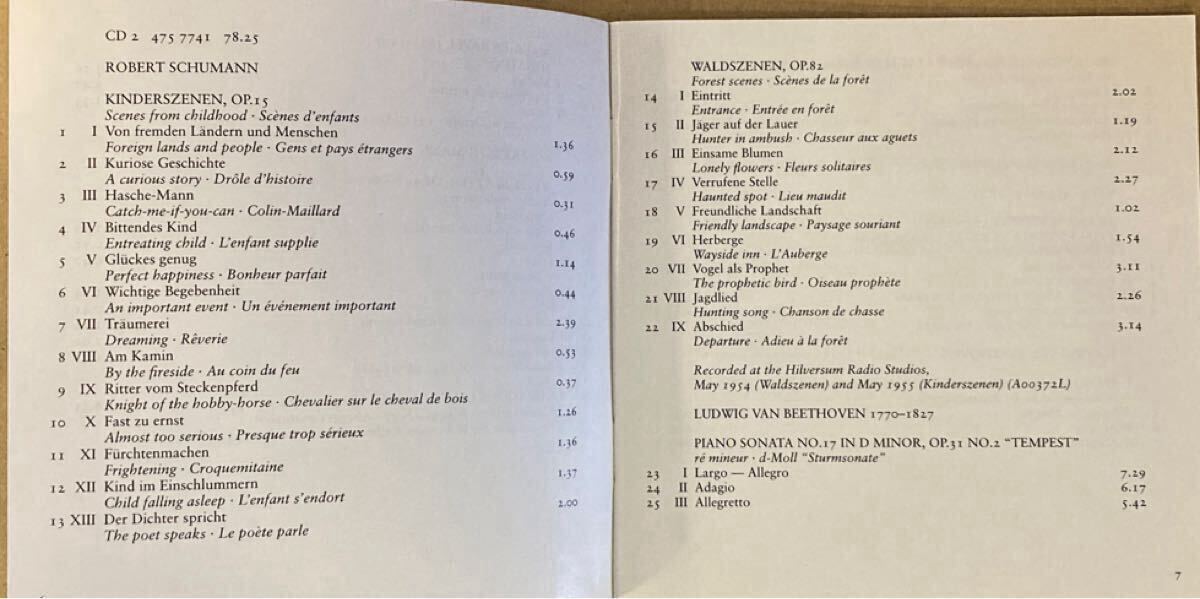 CD 2 475 7741 78.25
ROBERT SCHUMANN
KINDERSZENEN, OP.15
Scenes from childhood · Scènes d'enfants
1 I Von fremden Ländern und Menschen
Foreign lands and people · Gens et pays étrangers 1.36
2 II Kuriose Geschichte
A curious story · Drôle d'histoire 0.59
3 III Hasche-Mann
Catch-me-if-you-can · Colin-Maillard 0.31
4 IV Bittendes Kind
Entreating child · L'enfant supplie 0.46
5 V Glückes genug
Perfect happiness · Bonheur parfait 1.14
6 VI Wichtige Begebenheit
An important event · Un événement important 0.44
7 VII Träumerei 2.39
Dreaming · Rêverie
8 VIII Am Kamin 0.53
By the fireside · Au coin du feu
9 IX Ritter vom Steckenpferd 0.37
Knight of the hobby-horse · Chevalier sur le cheval de bois
10 X Fast zu ernst 1.26
Almost too serious · Presque trop sérieux
11 XI Fürchtenmachen 1.36
Frightening · Croquemitaine
12 XII Kind im Einschlummern 1.37
Child falling asleep · L'enfant s'endort
13 XIII Der Dichter spricht 2.00
The poet speaks · Le poète parle
WALDSZENEN, OP.82
Forest scenes · Scènes de la forêt
14 I Eintritt 2.02
Entrance · Entrée en forêt
15 II Jäger auf der Lauer 1.19
Hunter in ambush · Chasseur aux aguets
16 III Einsame Blumen 2.12
Lonely flowers · Fleurs solitaires
17 IV Verrufene Stelle 2.27
Haunted spot · Lieu maudit
18 V Freundliche Landschaft 1.02
Friendly landscape · Paysage souriant
19 VI Herberge 1.54
Wayside inn · L'Auberge
20 VII Vogel als Prophet 3.11
The prophetic bird · Oiseau prophète
21 VIII Jagdlied 2.26
Hunting song · Chanson de chasse
22 IX Abschied 3.14
Departure · Adieu à la forêt
Recorded at the Hilversum Radio Studios,
May 1954 (Waldszenen) and May 1955 (Kinderszenen) (A00372L)
LUDWIG VAN BEETHOVEN 1770–1827
PIANO SONATA NO.17 IN D MINOR, OP.31 NO.2 "TEMPEST"
ré mineur · d-Moll "Sturmsonate"
23 I Largo — Allegro 7.29
24 II Adagio 6.17
25 III Allegretto 5.42
7